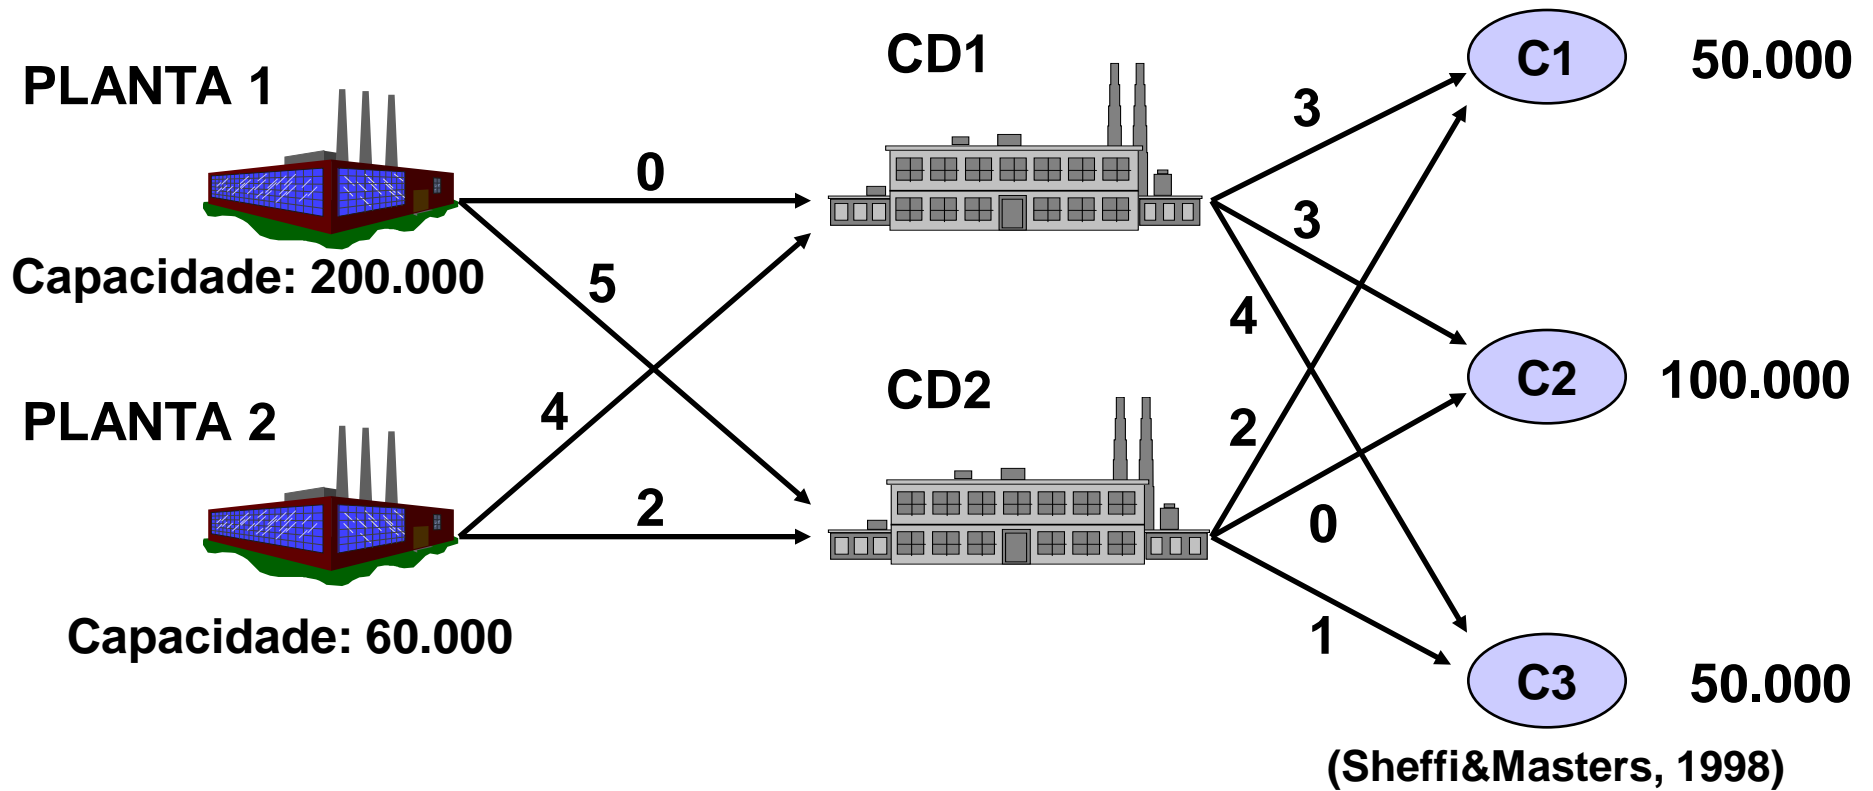 PLANTA 1
CD1
C1
50.000
3
0
3
Capacidade: 200.000
5
4
C2
100.000
CD2
PLANTA 2
4
2
2
0
Capacidade: 60.000
1
C3
50.000
(Sheffi&Masters, 1998)